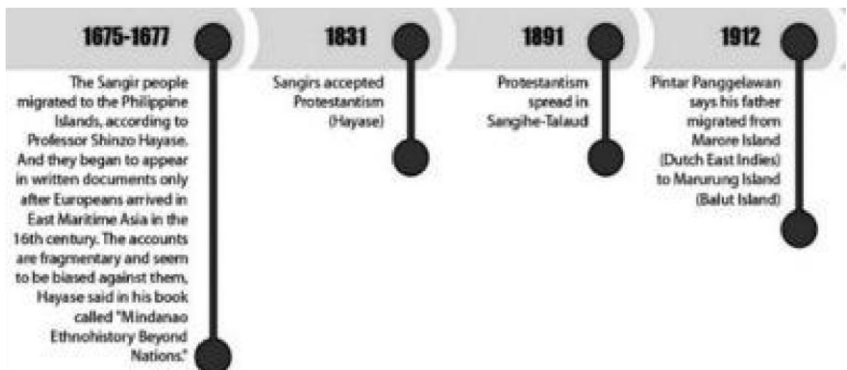 1675-1677
The Sangir people
migrated to the Philippine
Islands, according to
Professor Shinzo Hayase.
And they began to appear
in written documents only
after Europeans arrived in
East Maritime Asia in the
16th century. The accounts
are fragmentary and seem
to be biased against them,
Hayase said in his book
called "Mindanao
Ethnohistory Beyond
Nations."
1831
Sangirs accepted
Protestantism
(Hayase)
1891
Protestantism
spread in
Sangihe-Talaud
1912
Pintar Panggelawan
says his father
migrated from
Marore Island
(Dutch East Indies)
to Marurung Island
(Balut Island)